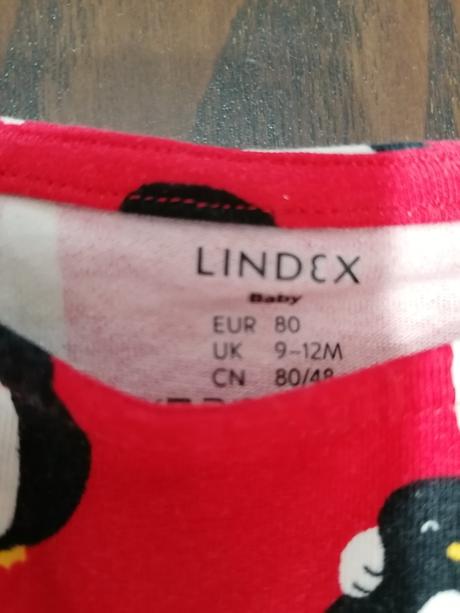 LINDEX
Baby
EUR 80
UK 9-12M
CN 80/48